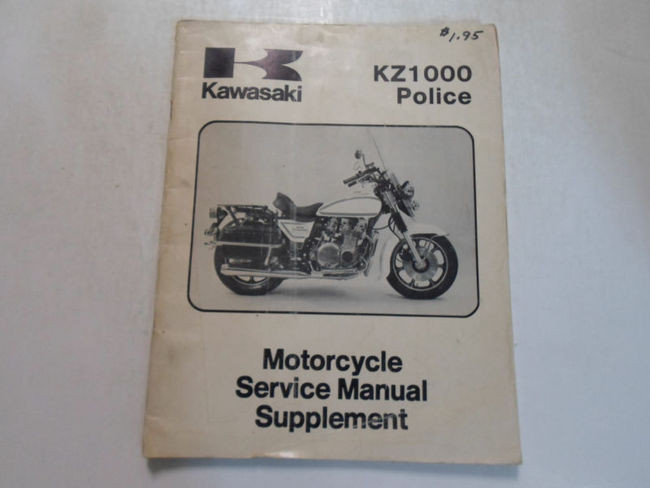 $1.95
Kawasaki
KZ1000
Police
Motorcycle
Service Manual
Supplement